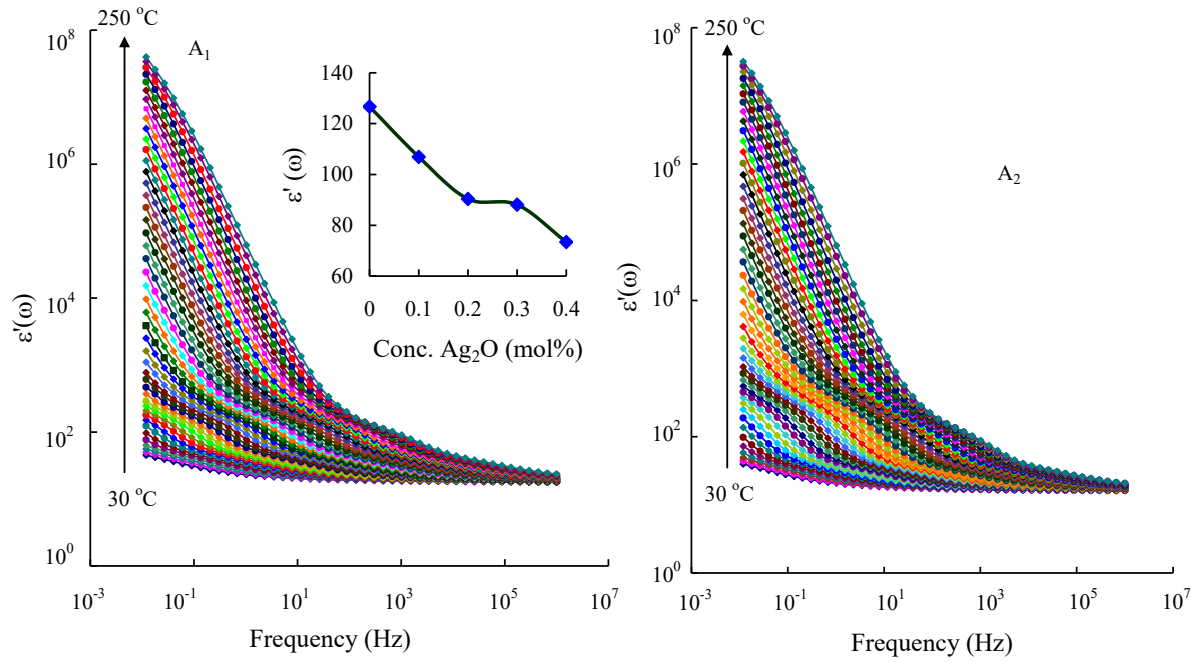 250 °C
A₁
10⁸
10⁶
10⁴
10²
10⁰
ε'(ω)
30 °C
10⁻³ 10⁻¹ 10¹ 10³ 10⁵ 10⁷
Frequency (Hz)
140
120
100
80
60
ε' (ω)
0 0.1 0.2 0.3 0.4
Conc. Ag₂O (mol%)
250 °C
A₂
10⁸
10⁶
10⁴
10²
10⁰
ε'(ω)
30 °C
10⁻³ 10⁻¹ 10¹ 10³ 10⁵ 10⁷
Frequency (Hz)